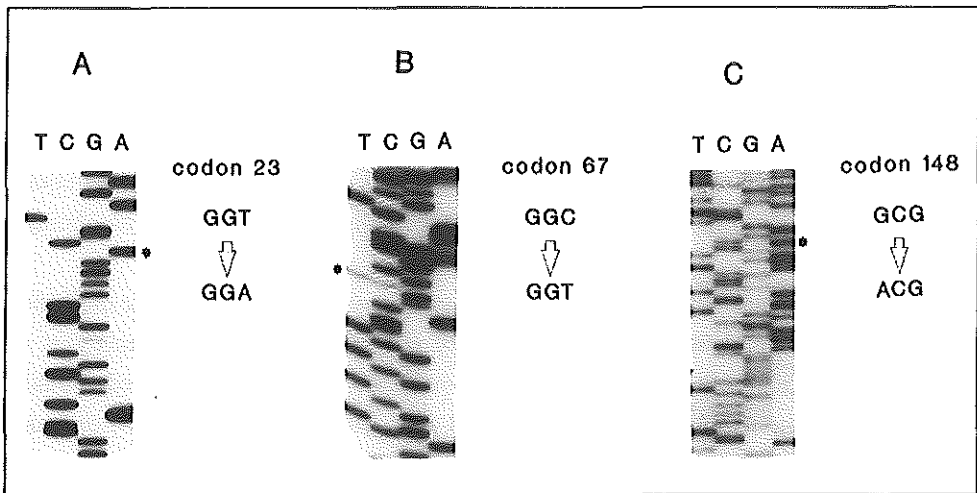 A
B
C
T C G A
codon 23
GGT
GGA
*
T C G A
codon 67
GGC
GGT
*
T C G A
codon 148
GCG
ACG
*